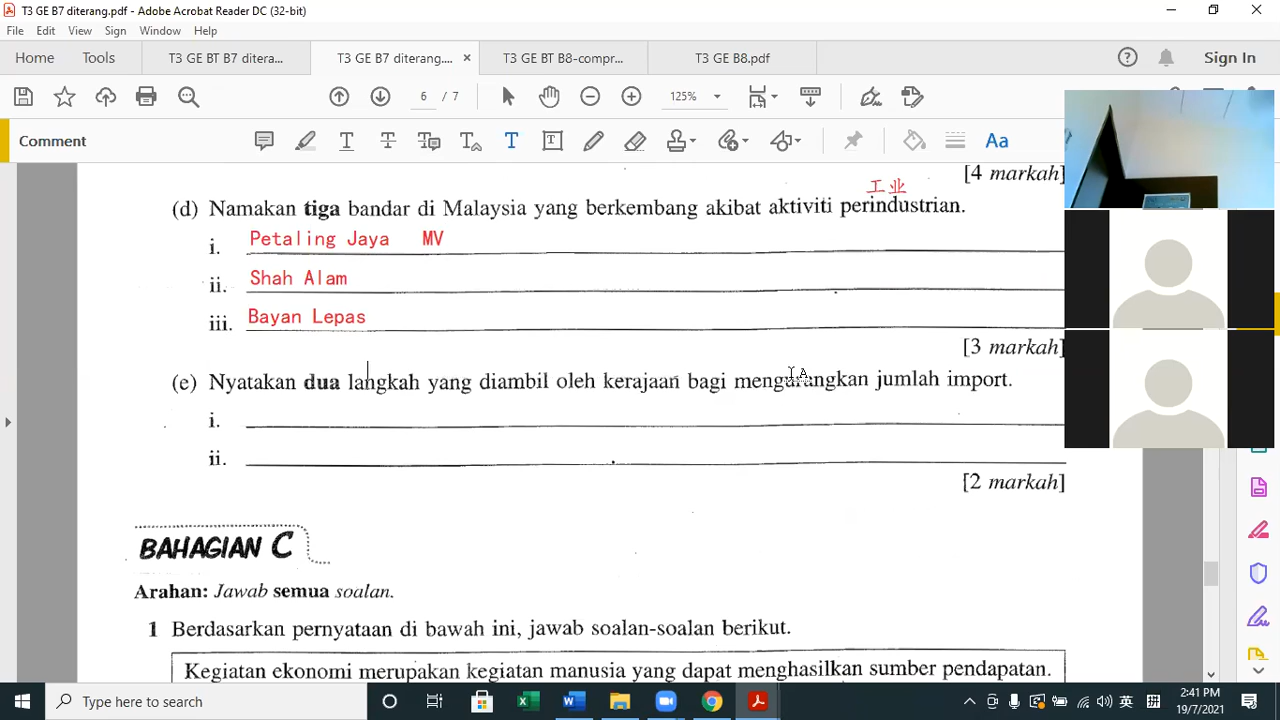 T3 GE B7 diterang.pdf - Adobe Acrobat Reader DC (32-bit)
File Edit View Sign Window Help
Home Tools T3 GE BT B7 ditera... T3 GE B7 diterang.... × T3 GE BT B8-compr... T3 GE B8.pdf Sign In
6 / 7 125%
Comment
[4 markah]
工业
(d) Namakan tiga bandar di Malaysia yang berkembang akibat aktiviti perindustrian.
i. Petaling Jaya MV
ii. Shah Alam
iii. Bayan Lepas
[3 markah]
(e) Nyatakan dua langkah yang diambil oleh kerajaan bagi mengurangkan jumlah import.
i.
ii.
[2 markah]
BAHAGIAN C
Arahan: Jawab semua soalan.
1 Berdasarkan pernyataan di bawah ini, jawab soalan-soalan berikut.
Kegiatan ekonomi merupakan kegiatan manusia yang dapat menghasilkan sumber pendapatan.
Type here to search
英 拼 2:41 PM
19/7/2021